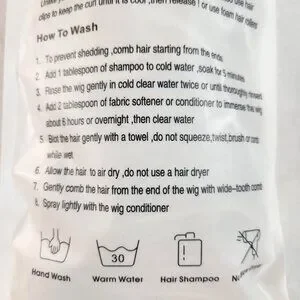 clips to keep the curl until it is cool ,then release ! or use foam hair rollers
How To Wash
1. To prevent shedding ,comb hair starting from the ends
2. Add 1 tablespoon of shampoo to cold water ,soak for 5 minutes
3. Rinse the wig gently in cold clear water twice or until thoroughly
4. Add 2 tablespoon of fabric softener or conditioner to immerse the wig
about 6 hours or overnight ,then clear water
5. Blot the hair gently with a towel ,do not squeeze,twist,brush or comb
while wet
6. Allow the hair to air dry ,do not use a hair dryer
7. Gently comb the hair from the end of the wig with wide-tooth comb
8. Spray lightly with the wig conditioner
30
Hand Wash Warm Water Hair Shampoo